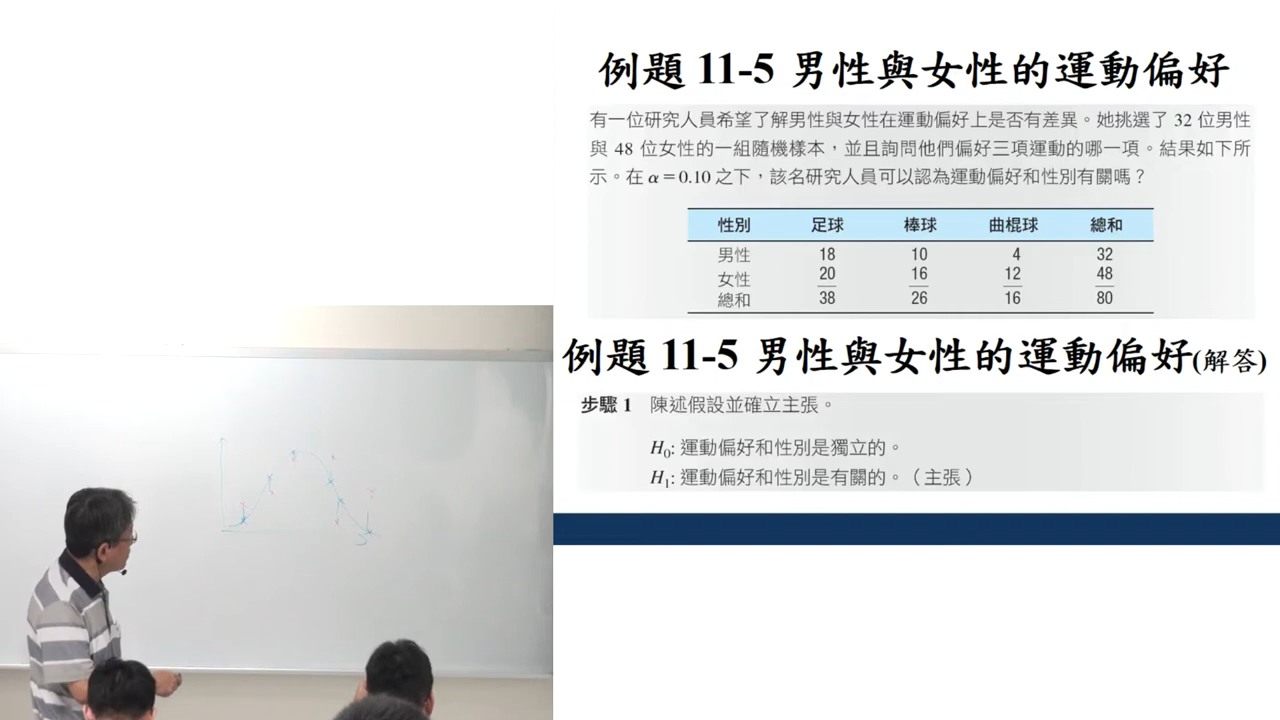 例題 11-5 男性與女性的運動偏好
有一位研究人員希望了解男性與女性在運動偏好上是否有差異。她挑選了 32 位男性
與 48 位女性的一組隨機樣本，並且詢問他們偏好三項運動的哪一項。結果如下所
示。在 α＝0.10 之下，該名研究人員可以認為運動偏好和性別有關嗎？
性別 足球 棒球 曲棍球 總和
男性 18 10 4 32
女性 20 16 12 48
總和 38 26 16 80
例題 11-5 男性與女性的運動偏好(解答)
步驟 1 陳述假設並確立主張。
H₀: 運動偏好和性別是獨立的。
H₁: 運動偏好和性別是有關的。（主張）